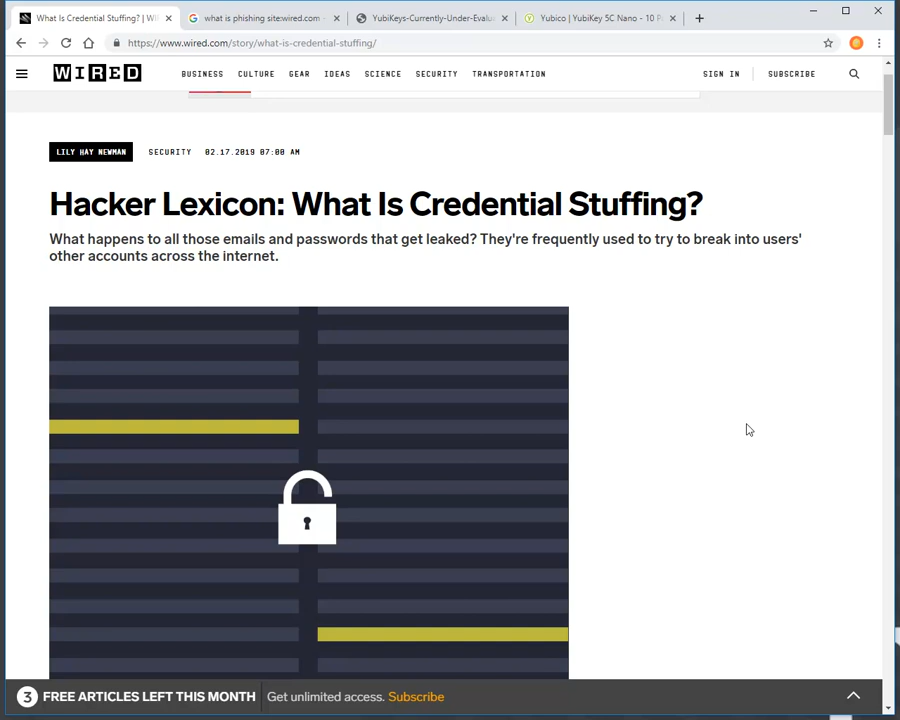 What Is Credential Stuffing? | WI
what is phishing site:wired.com -
YubiKeys-Currently-Under-Evalu
Yubico | YubiKey 5C Nano - 10 P
https://www.wired.com/story/what-is-credential-stuffing/
WIRED
BUSINESS CULTURE GEAR IDEAS SCIENCE SECURITY TRANSPORTATION
SIGN IN SUBSCRIBE
LILY HAY NEWMAN SECURITY 02.17.2019 07:00 AM
Hacker Lexicon: What Is Credential Stuffing?
What happens to all those emails and passwords that get leaked? They're frequently used to try to break into users'
other accounts across the internet.
3 FREE ARTICLES LEFT THIS MONTH Get unlimited access. Subscribe